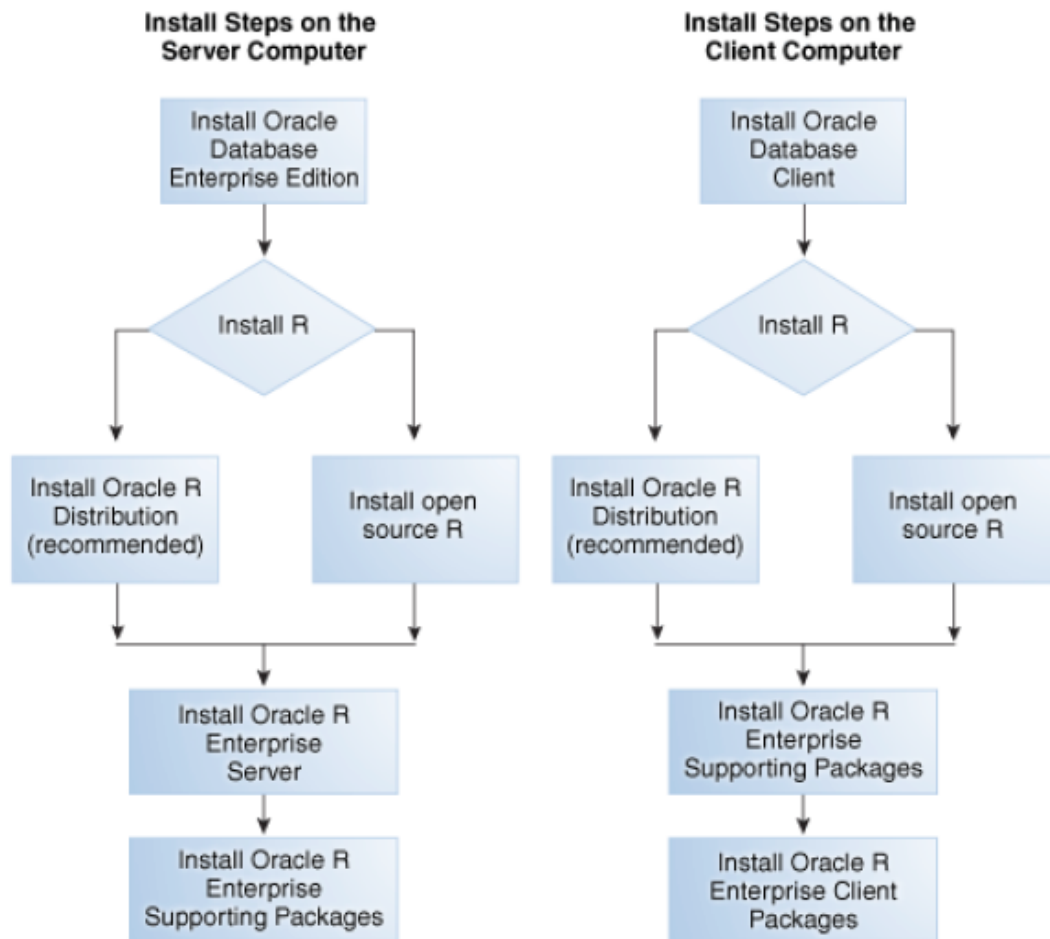 Install Steps on the
Server Computer
Install Oracle
Database
Enterprise Edition
Install R
Install Oracle R
Distribution
(recommended)
Install open
source R
Install Oracle R
Enterprise
Server
Install Oracle R
Enterprise
Supporting Packages
Install Steps on the
Client Computer
Install Oracle
Database
Client
Install R
Install Oracle R
Distribution
(recommended)
Install open
source R
Install Oracle R
Enterprise
Supporting Packages
Install Oracle R
Enterprise Client
Packages